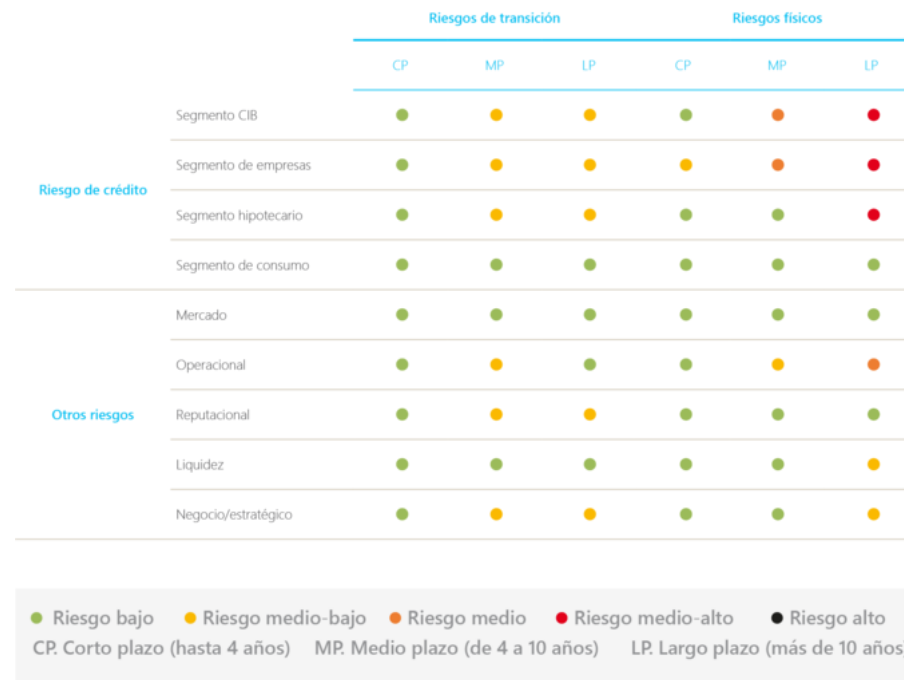 Riesgos de transición Riesgos físicos
CP MP LP CP MP LP
Segmento CIB
Segmento de empresas
Riesgo de crédito
Segmento hipotecario
Segmento de consumo
Mercado
Operacional
Otros riesgos Reputacional
Liquidez
Negocio/estratégico
Riesgo bajo Riesgo medio-bajo Riesgo medio Riesgo medio-alto Riesgo alto
CP. Corto plazo (hasta 4 años) MP. Medio plazo (de 4 a 10 años) LP. Largo plazo (más de 10 años)